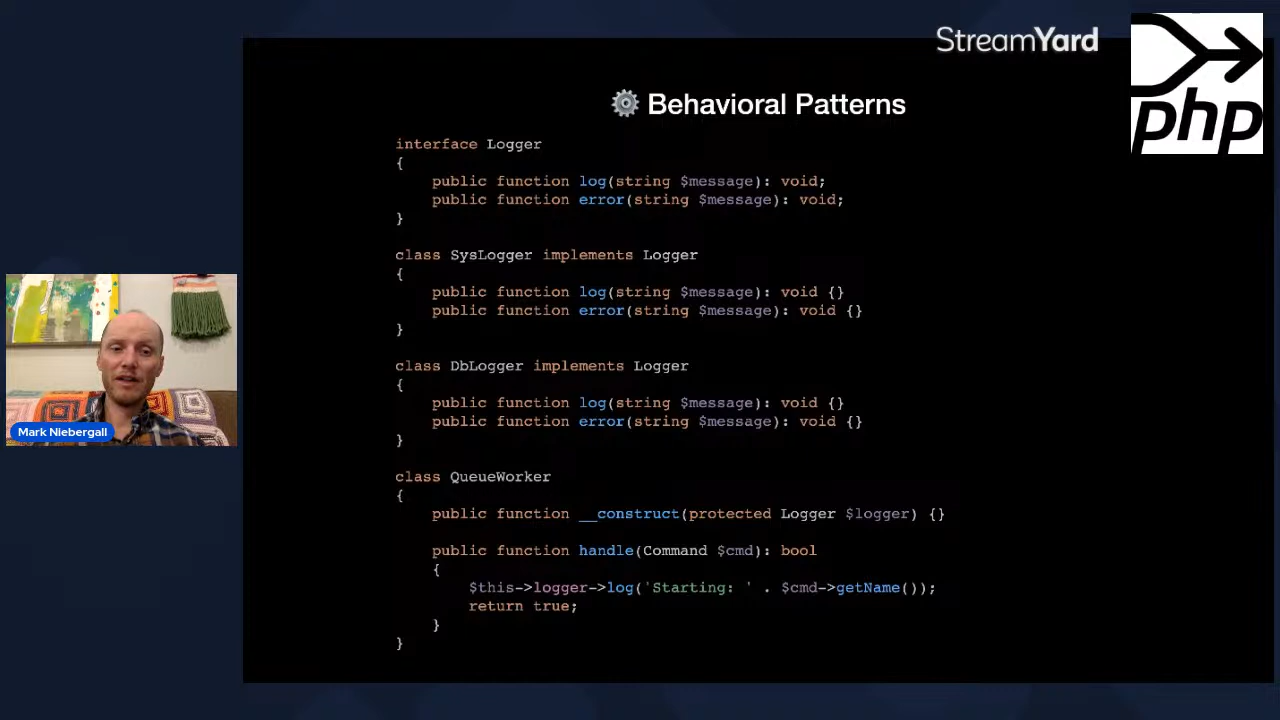 StreamYard
php
Behavioral Patterns
interface Logger
{
    public function log(string $message): void;
    public function error(string $message): void;
}
class SysLogger implements Logger
{
    public function log(string $message): void {}
    public function error(string $message): void {}
}
class DbLogger implements Logger
{
    public function log(string $message): void {}
    public function error(string $message): void {}
}
class QueueWorker
{
    public function __construct(protected Logger $logger) {}
    public function handle(Command $cmd): bool
    {
        $this->logger->log('Starting: ' . $cmd->getName());
        return true;
    }
}
Mark Niebergall